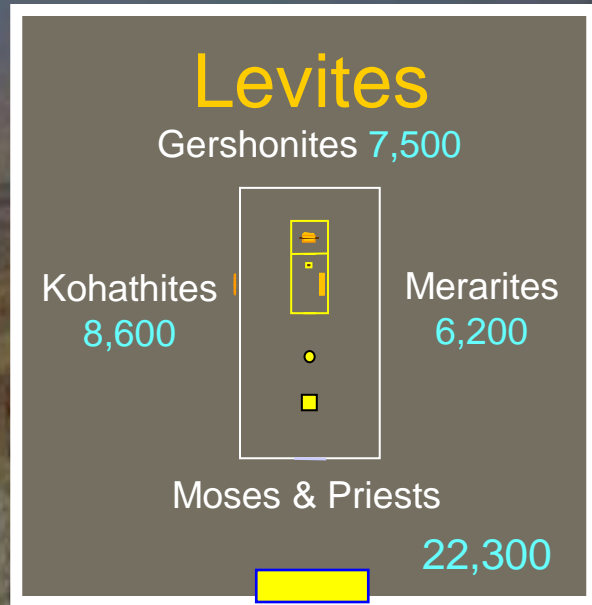 Levites
Gershonites 7,500
Kohathites
8,600
Merarites
6,200
Moses & Priests
22,300